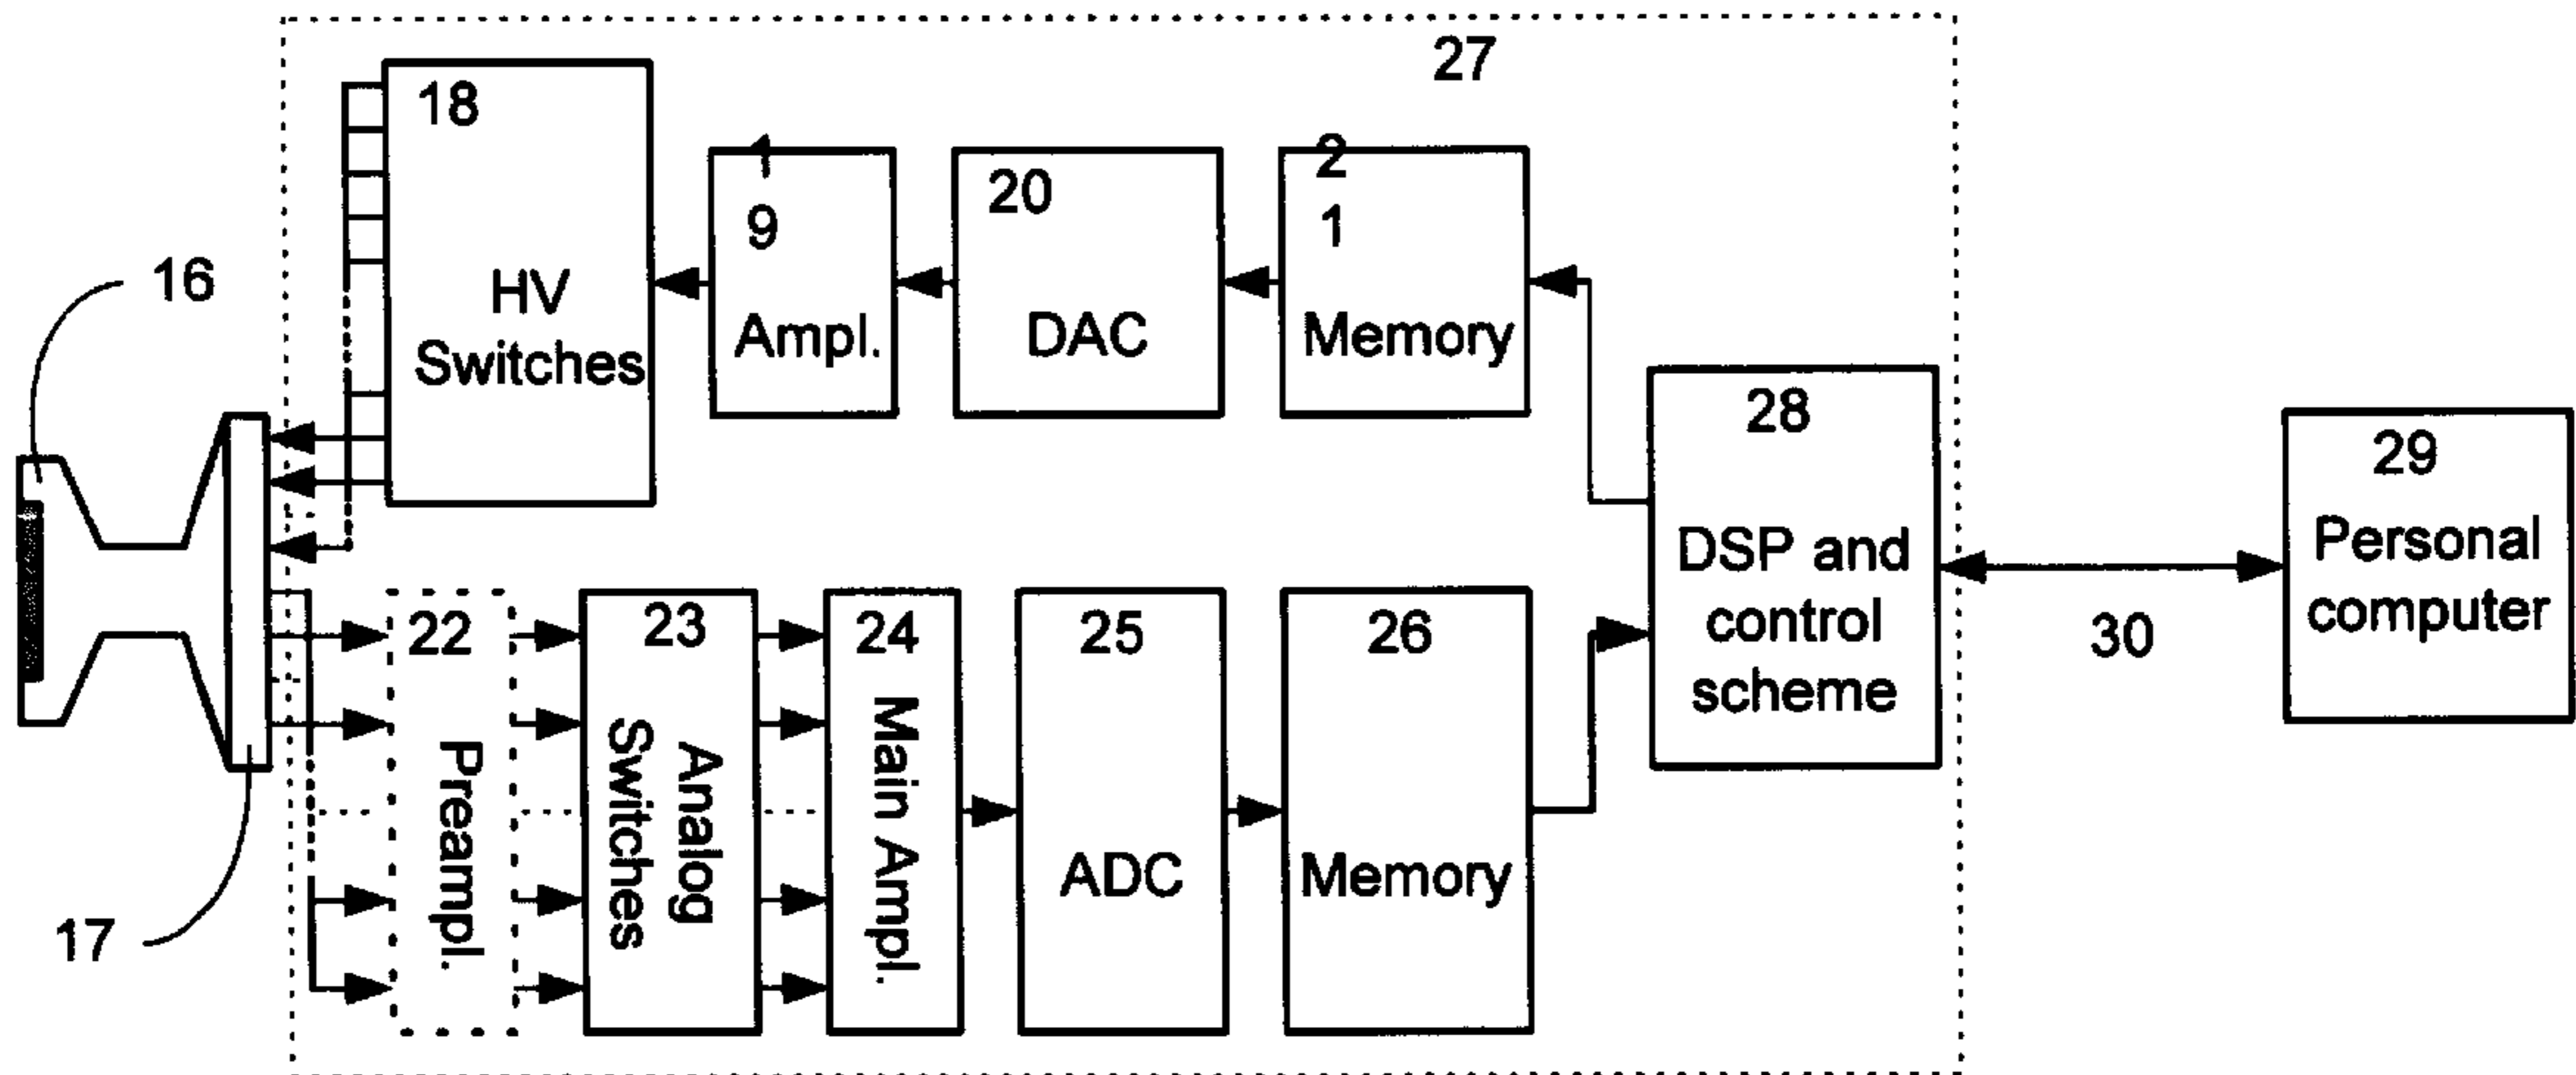 27
18
HV
Switches
1
9
Ampl.
20
DAC
2
1
Memory
16
28
DSP and
control
scheme
29
Personal
computer
30
22
Preampl.
23
Analog
Switches
24
Main Ampl.
25
ADC
26
Memory
17